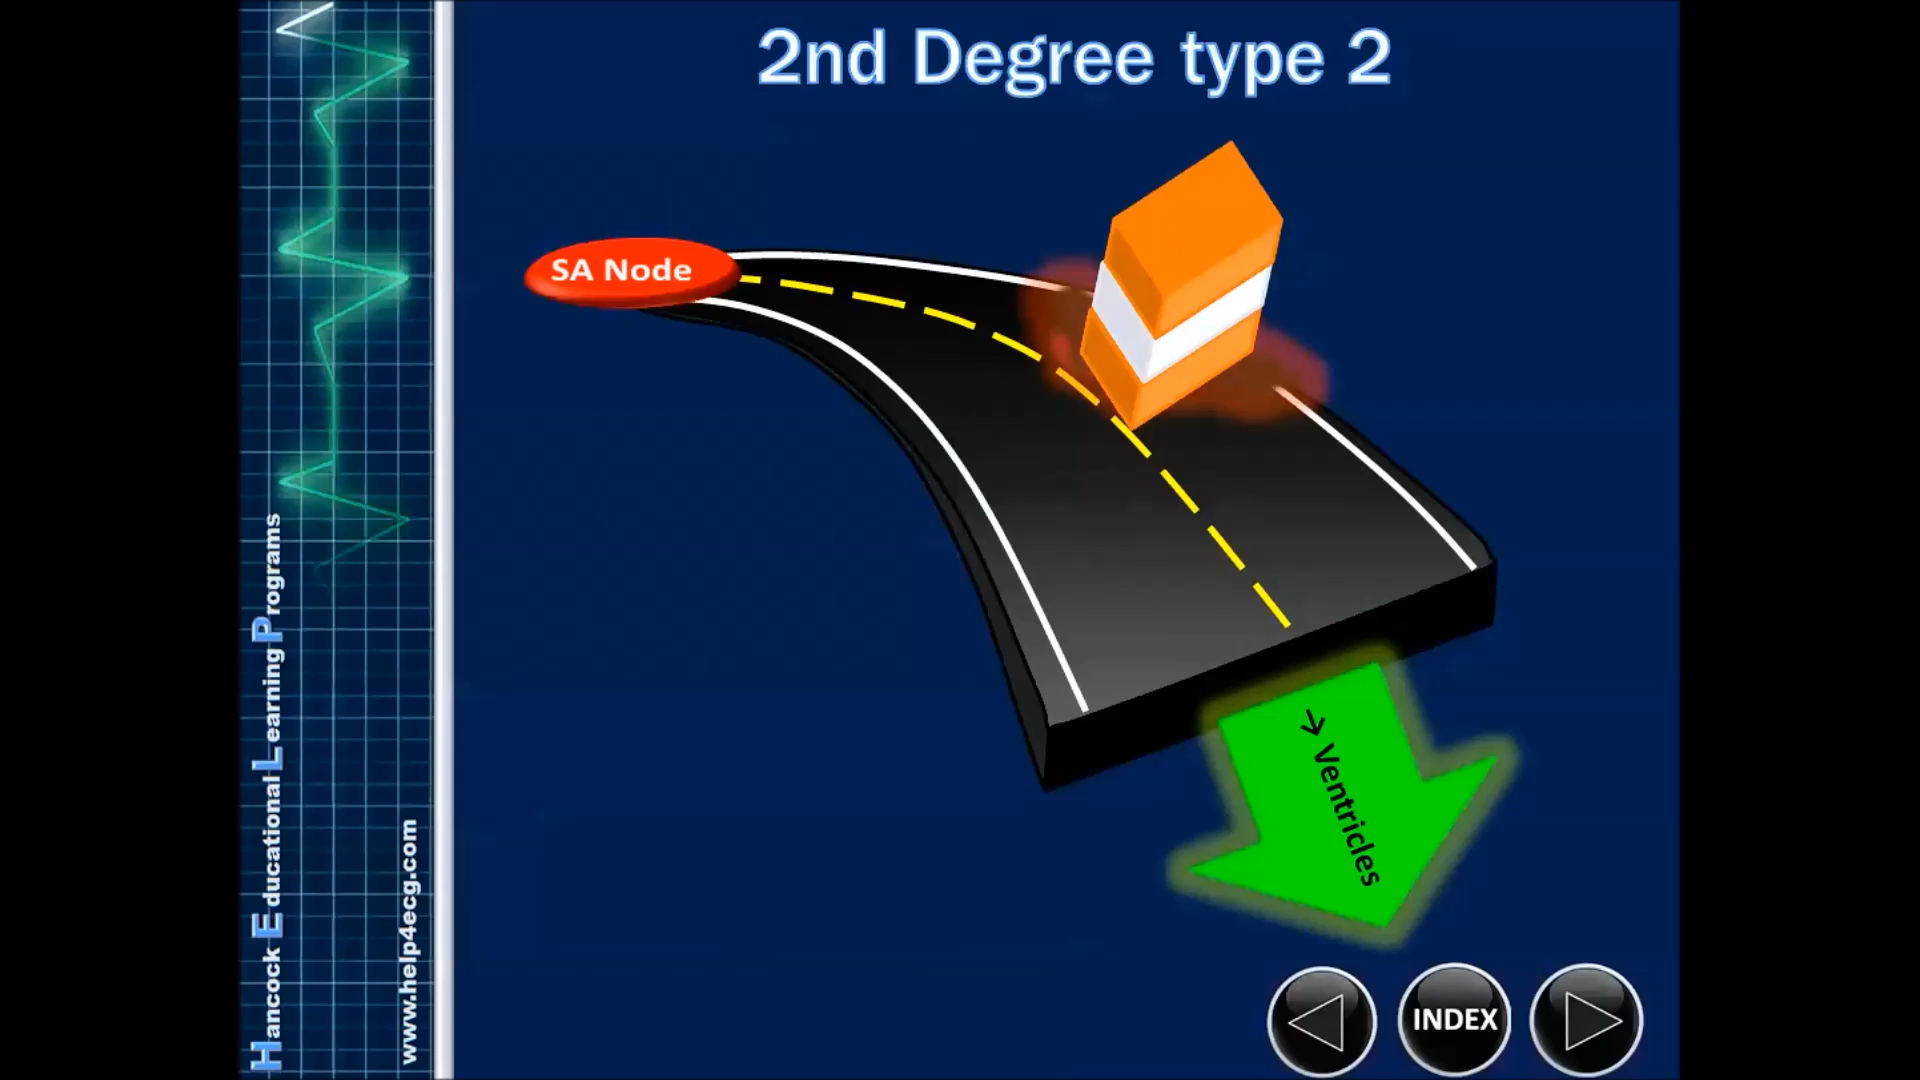 2nd Degree type 2
SA Node
→ Ventricles
Hancock Educational Learning Programs
www.help4ecg.com
INDEX